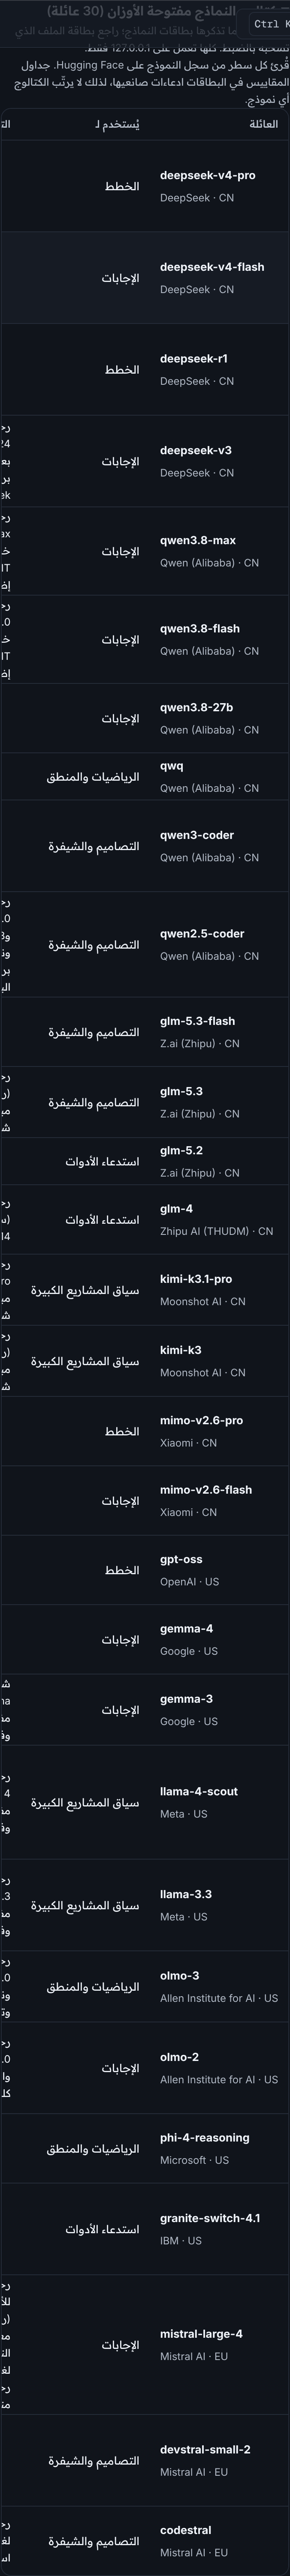 النماذج مفتوحة الأوزان (30 عائلة)
Ctrl K
ما تذكرها بطاقات النماذج؛ راجع بطاقة الملف الذي
تسحبه بالضبط. كلها تعمل على 127.0.0.1 فقط.
قُرئ كل سطر من سجل النموذج على Hugging Face. جداول
المقاييس في البطاقات ادعاءات صانعيها، لذلك لا يرتّب الكتالوج
أي نموذج.
العائلة يُستخدم لـ
deepseek-v4-pro
DeepSeek · CN
الخطط
deepseek-v4-flash
DeepSeek · CN
الإجابات
deepseek-r1
DeepSeek · CN
الخطط
deepseek-v3
DeepSeek · CN
الإجابات
qwen3.8-max
Qwen (Alibaba) · CN
الإجابات
qwen3.8-flash
Qwen (Alibaba) · CN
الإجابات
qwen3.8-27b
Qwen (Alibaba) · CN
الإجابات
qwq
Qwen (Alibaba) · CN
الرياضيات والمنطق
qwen3-coder
Qwen (Alibaba) · CN
التصاميم والشيفرة
qwen2.5-coder
Qwen (Alibaba) · CN
التصاميم والشيفرة
glm-5.3-flash
Z.ai (Zhipu) · CN
التصاميم والشيفرة
glm-5.3
Z.ai (Zhipu) · CN
التصاميم والشيفرة
glm-5.2
Z.ai (Zhipu) · CN
استدعاء الأدوات
glm-4
Zhipu AI (THUDM) · CN
استدعاء الأدوات
kimi-k3.1-pro
Moonshot AI · CN
سياق المشاريع الكبيرة
kimi-k3
Moonshot AI · CN
سياق المشاريع الكبيرة
mimo-v2.6-pro
Xiaomi · CN
الخطط
mimo-v2.6-flash
Xiaomi · CN
الإجابات
gpt-oss
OpenAI · US
الخطط
gemma-4
Google · US
الإجابات
gemma-3
Google · US
الإجابات
llama-4-scout
Meta · US
سياق المشاريع الكبيرة
llama-3.3
Meta · US
سياق المشاريع الكبيرة
olmo-3
Allen Institute for AI · US
الرياضيات والمنطق
olmo-2
Allen Institute for AI · US
الإجابات
phi-4-reasoning
Microsoft · US
الرياضيات والمنطق
granite-switch-4.1
IBM · US
استدعاء الأدوات
mistral-large-4
Mistral AI · EU
الإجابات
devstral-small-2
Mistral AI · EU
التصاميم والشيفرة
codestral
Mistral AI · EU
التصاميم والشيفرة